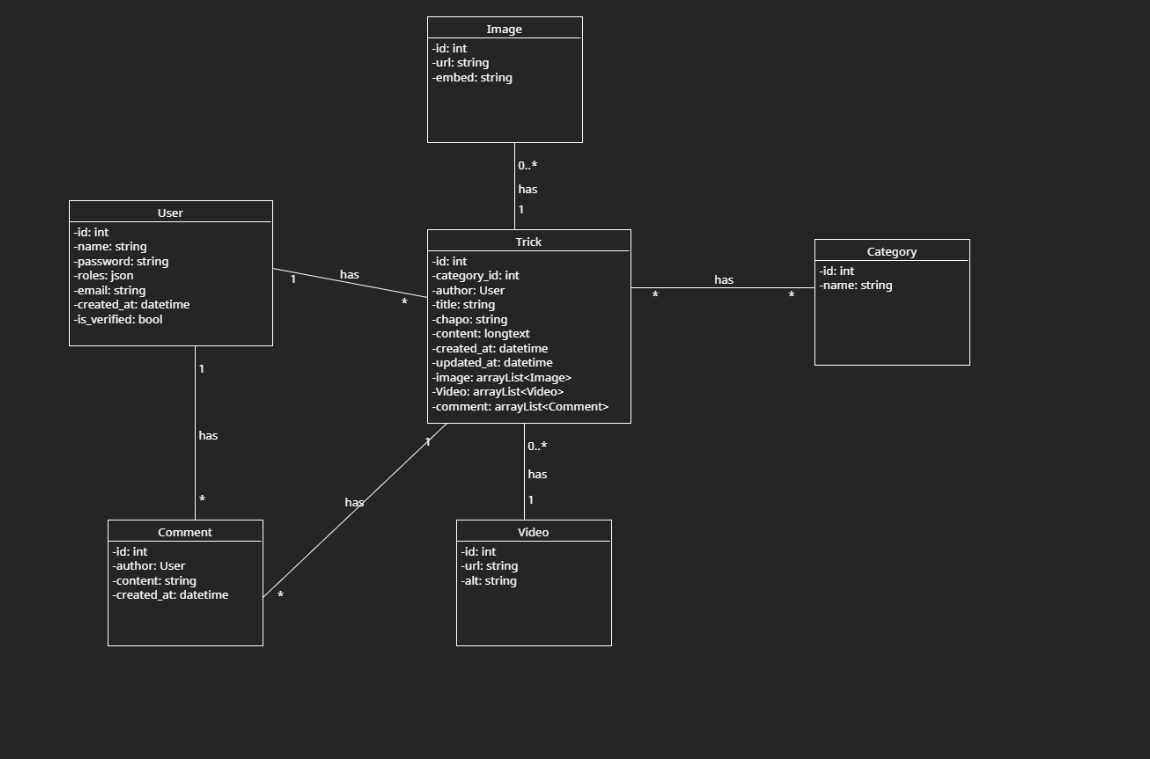 Image
-id: int
-url: string
-embed: string
0..*
has
1
User
-id: int
-name: string
-password: string
-roles: json
-email: string
-created_at: datetime
-is_verified: bool
1
has
*
Trick
-id: int
-category_id: int
-author: User
-title: string
-chapo: string
-content: longtext
-created_at: datetime
-updated_at: datetime
-image: arrayList<Image>
-Video: arrayList<Video>
-comment: arrayList<Comment>
*
has
*
Category
-id: int
-name: string
1
has
*
1
has
*
0..*
has
1
Comment
-id: int
-author: User
-content: string
-created_at: datetime
Video
-id: int
-url: string
-alt: string